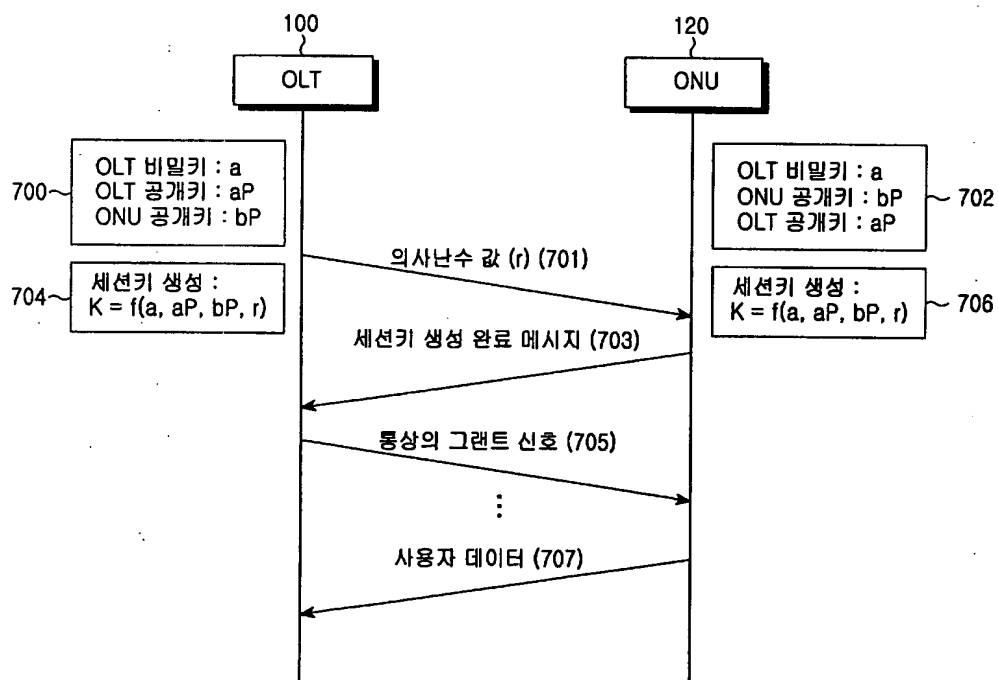 100
120
OLT
ONU
700
OLT 비밀키 : a
OLT 공개키 : aP
ONU 공개키 : bP
OLT 비밀키 : a
ONU 공개키 : bP
OLT 공개키 : aP
702
의사난수 값 (r) (701)
704
세션키 생성 :
K = f(a, aP, bP, r)
세션키 생성 :
K = f(a, aP, bP, r)
706
세션키 생성 완료 메시지 (703)
통상의 그랜트 신호 (705)
사용자 데이터 (707)